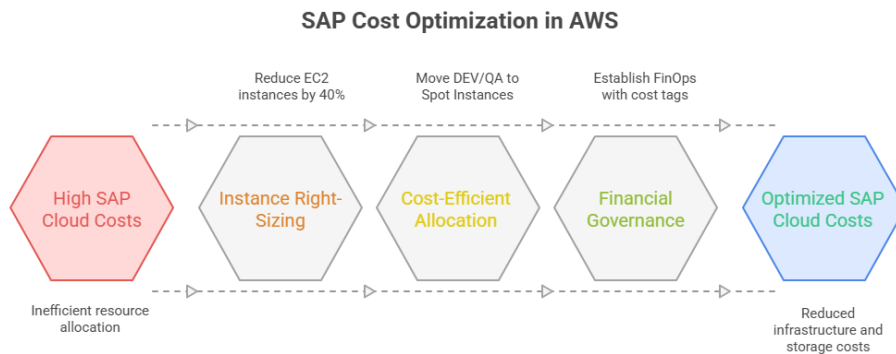 SAP Cost Optimization in AWS
Reduce EC2
instances by 40%
Move DEV/QA to
Spot Instances
Establish FinOps
with cost tags
High SAP
Cloud Costs
Instance Right-
Sizing
Cost-Efficient
Allocation
Financial
Governance
Optimized SAP
Cloud Costs
Inefficient resource
allocation
Reduced
infrastructure and
storage costs